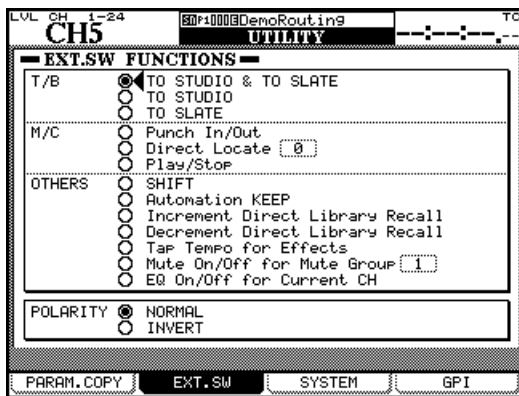 LVL CH 1-24
CH5
DemoRouting
UTILITY
TC
--:--:--.--
EXT.SW FUNCTIONS
T/B
TO STUDIO & TO SLATE
TO STUDIO
TO SLATE
M/C
Punch In/Out
Direct Locate 0
Play/Stop
OTHERS
SHIFT
Automation KEEP
Increment Direct Library Recall
Decrement Direct Library Recall
Tap Tempo for Effects
Mute On/Off for Mute Group 1
EQ On/Off for Current CH
POLARITY
NORMAL
INVERT
PARAM.COPY
EXT.SW
SYSTEM
GPI